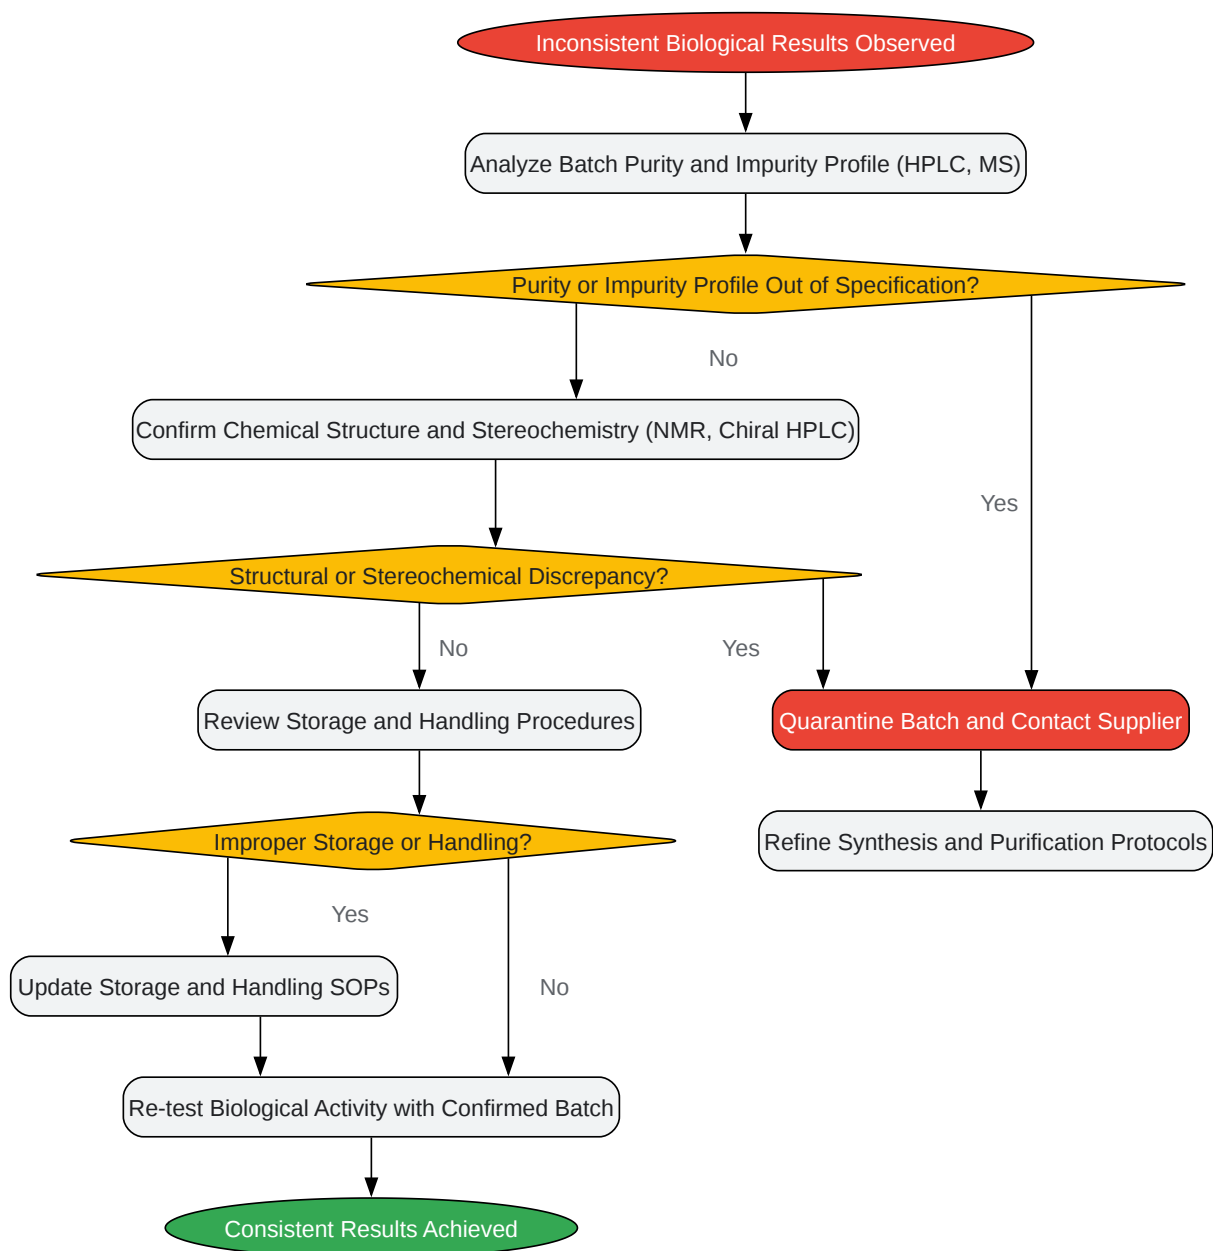 Inconsistent Biological Results Observed
Analyze Batch Purity and Impurity Profile (HPLC, MS)
Purity or Impurity Profile Out of Specification?
No
Confirm Chemical Structure and Stereochemistry (NMR, Chiral HPLC)
Yes
Structural or Stereochemical Discrepancy?
No
Yes
Review Storage and Handling Procedures
Quarantine Batch and Contact Supplier
Improper Storage or Handling?
Refine Synthesis and Purification Protocols
Yes
Update Storage and Handling SOPs
No
Re-test Biological Activity with Confirmed Batch
Consistent Results Achieved